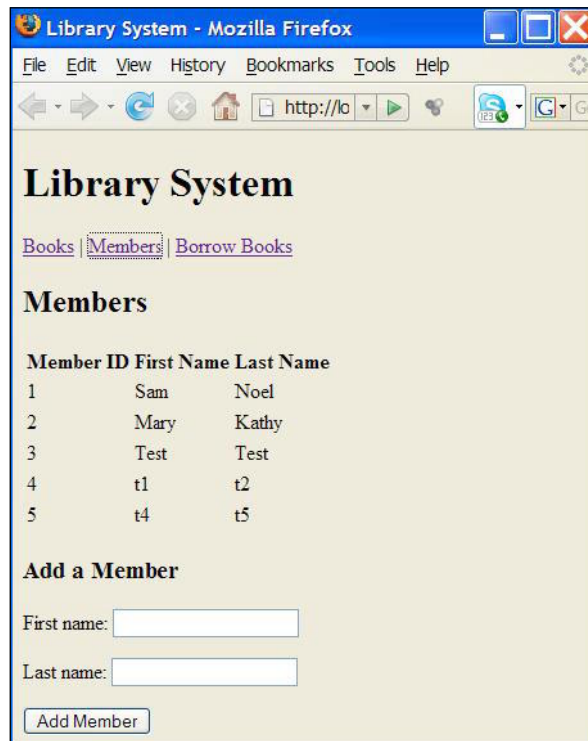 Library System - Mozilla Firefox
File Edit View History Bookmarks Tools Help
http://lo
123
G
G
Library System
Books | Members | Borrow Books
Members
Member ID First Name Last Name
1 Sam Noel
2 Mary Kathy
3 Test Test
4 t1 t2
5 t4 t5
Add a Member
First name:
Last name:
Add Member